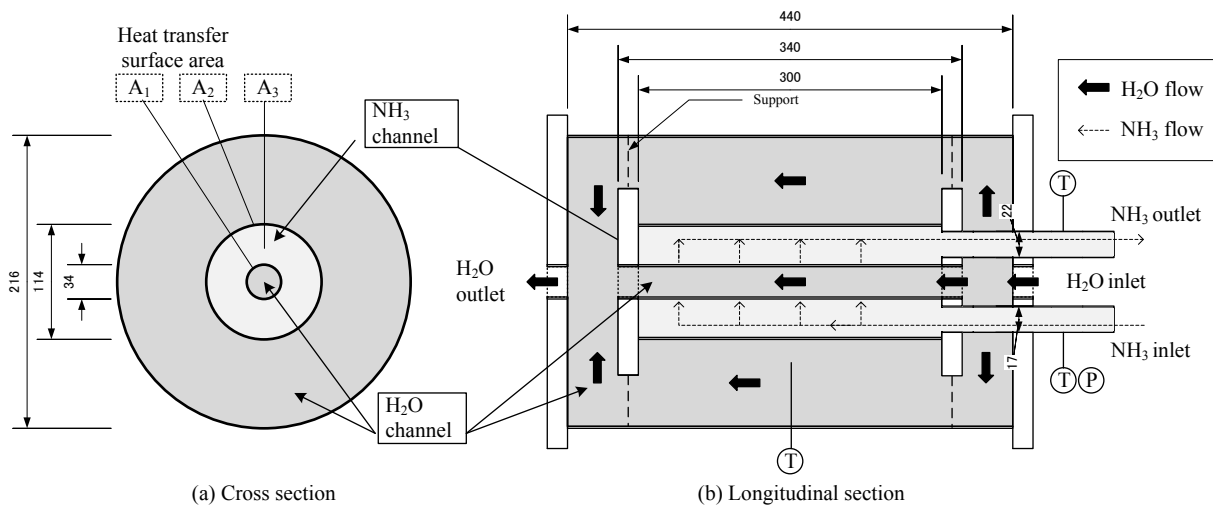 Heat transfer
surface area
A₁ A₂ A₃
NH₃
channel
216
114
34
H₂O
channel
(a) Cross section
440
340
300
Support
H₂O flow
NH₃ flow
T
22
NH₃ outlet
H₂O
outlet
H₂O inlet
17
NH₃ inlet
T P
T
(b) Longitudinal section